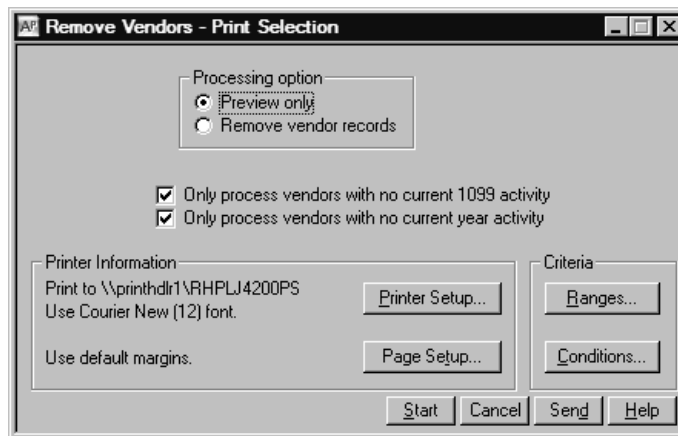 AP Remove Vendors - Print Selection
Processing option
Preview only
Remove vendor records
Only process vendors with no current 1099 activity
Only process vendors with no current year activity
Printer Information
Print to \\printhdlr1\RHPLJ4200PS
Use Courier New (12) font.
Printer Setup...
Use default margins.
Page Setup...
Criteria
Ranges...
Conditions...
Start Cancel Send Help